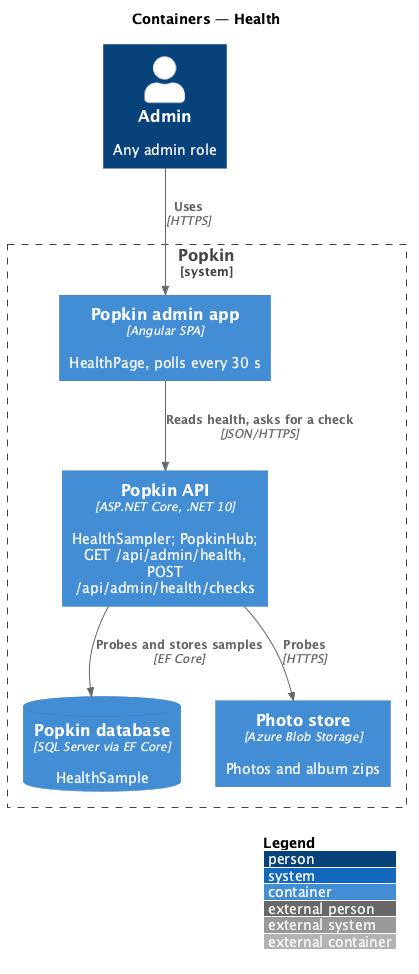 Containers — Health
Admin
Any admin role
Uses
[HTTPS]
Popkin
[system]
Popkin admin app
[Angular SPA]
HealthPage, polls every 30 s
Reads health, asks for a check
[JSON/HTTPS]
Popkin API
[ASP.NET Core, .NET 10]
HealthSampler; PopkinHub;
GET /api/admin/health,
POST
/api/admin/health/checks
Probes and stores samples
[EF Core]
Probes
[HTTPS]
Popkin database
[SQL Server via EF Core]
HealthSample
Photo store
[Azure Blob Storage]
Photos and album zips
Legend
person
system
container
external person
external system
external container